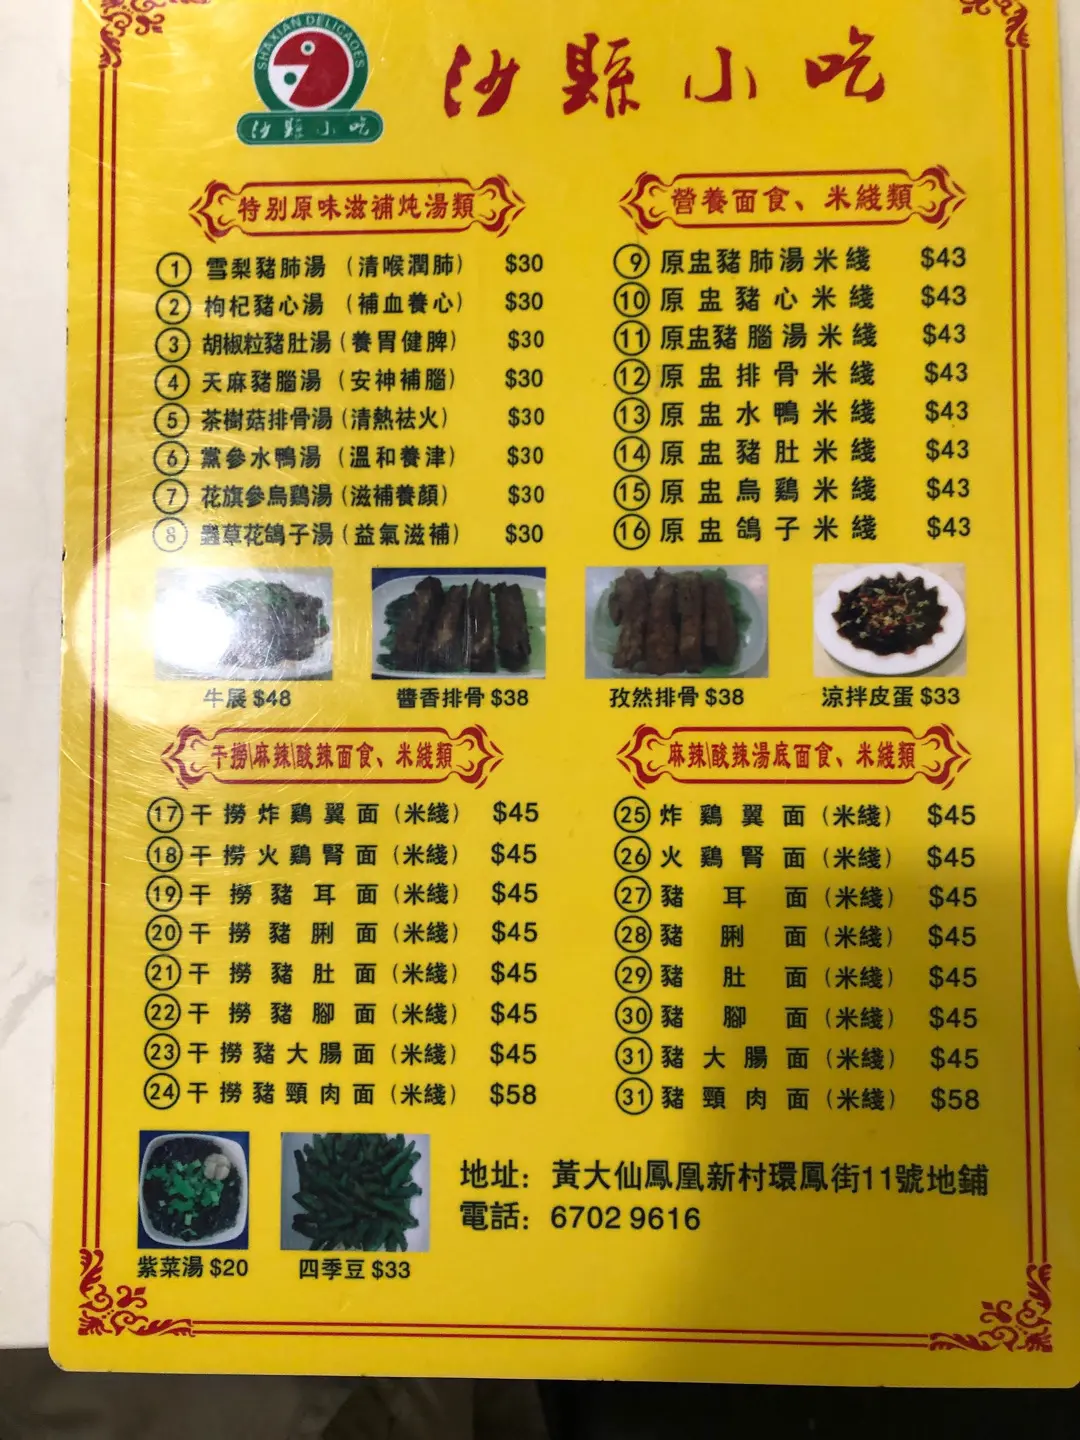 SHAXIAN DELICADES
沙縣小吃
沙縣小吃
特别原味滋補炖湯類
① 雪梨豬肺湯 (清喉潤肺) $30
② 枸杞豬心湯 (補血養心) $30
③ 胡椒粒豬肚湯 (養胃健脾) $30
④ 天麻豬腦湯 (安神補腦) $30
⑤ 茶樹菇排骨湯 (清熱祛火) $30
⑥ 黨參水鴨湯 (溫和養津) $30
⑦ 花旗參烏鷄湯 (滋補養顏) $30
⑧ 蟲草花鴿子湯 (益氣滋補) $30
營養面食、米綫類
⑨ 原盅豬肺湯米綫 $43
⑩ 原盅豬心米綫 $43
⑪ 原盅豬腦湯米綫 $43
⑫ 原盅排骨米綫 $43
⑬ 原盅水鴨米綫 $43
⑭ 原盅豬肚米綫 $43
⑮ 原盅烏鷄米綫 $43
⑯ 原盅鴿子米綫 $43
牛展 $48
醬香排骨 $38
孜然排骨 $38
涼拌皮蛋 $33
干撈\麻辣\酸辣面食、米綫類
⑰ 干撈炸鷄翼面 (米綫) $45
⑱ 干撈火鷄腎面 (米綫) $45
⑲ 干撈豬耳面 (米綫) $45
⑳ 干撈豬脷面 (米綫) $45
㉑ 干撈豬肚面 (米綫) $45
㉒ 干撈豬腳面 (米綫) $45
㉓ 干撈豬大腸面 (米綫) $45
㉔ 干撈豬頸肉面 (米綫) $58
麻辣\酸辣湯底面食、米綫類
㉕ 炸鷄翼面 (米綫) $45
㉖ 火鷄腎面 (米綫) $45
㉗ 豬耳面 (米綫) $45
㉘ 豬脷面 (米綫) $45
㉙ 豬肚面 (米綫) $45
㉚ 豬腳面 (米綫) $45
㉛ 豬大腸面 (米綫) $45
㉛ 豬頸肉面 (米綫) $58
紫菜湯 $20
四季豆 $33
地址：黃大仙鳳凰新村環鳳街11號地鋪
電話：6702 9616